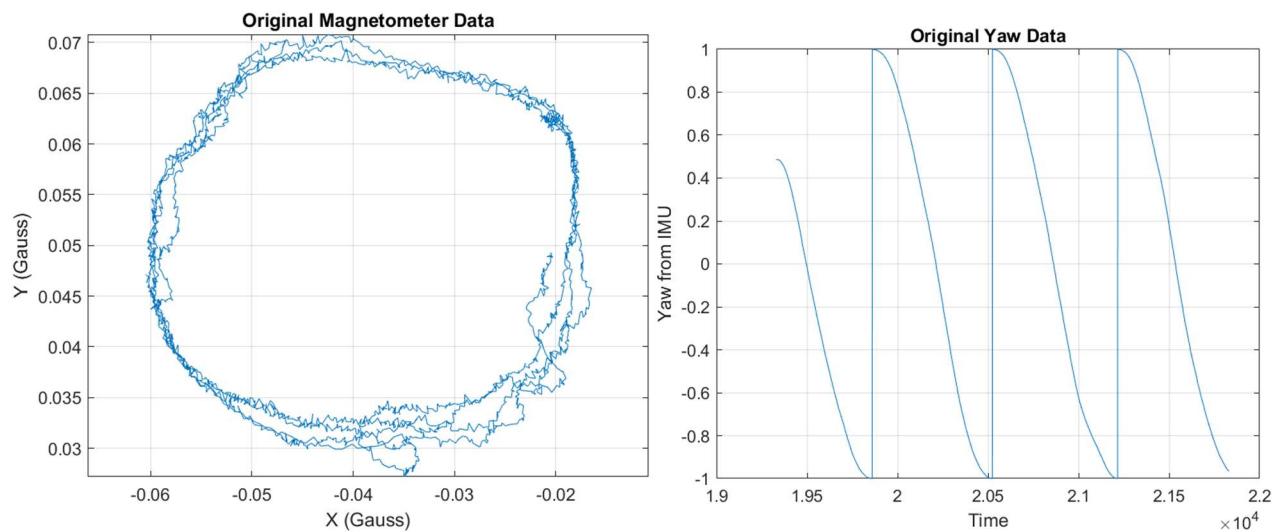 Original Magnetometer Data
0.07
0.065
0.06
0.055
0.05
0.045
0.04
0.035
0.03
Y (Gauss)
-0.06 -0.05 -0.04 -0.03 -0.02
X (Gauss)
Original Yaw Data
1
0.8
0.6
0.4
0.2
0
-0.2
-0.4
-0.6
-0.8
-1
Yaw from IMU
1.9 1.95 2 2.05 2.1 2.15 2.2
Time
×10^4